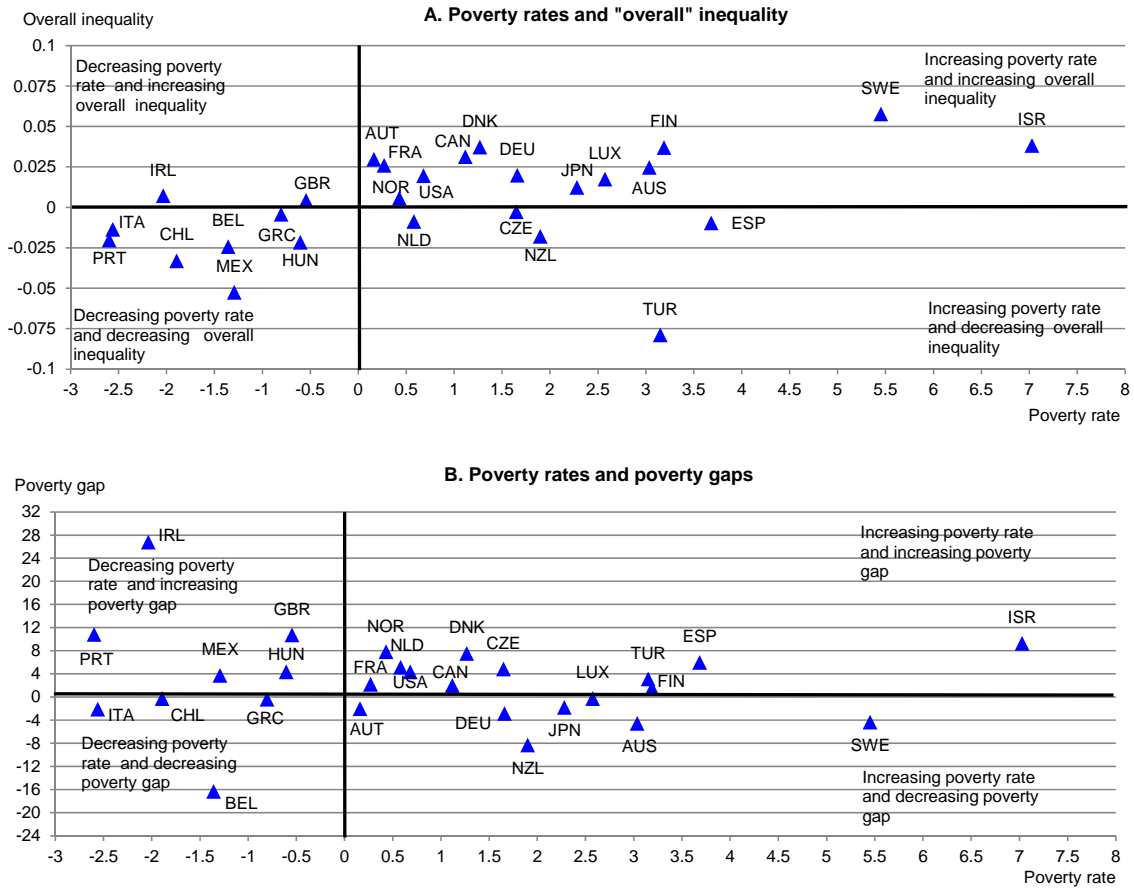 A. Poverty rates and "overall" inequality
Overall inequality
0.1
0.075
0.05
0.025
0
-0.025
-0.05
-0.075
-0.1
Decreasing poverty
rate and increasing
overall inequality
Increasing poverty rate
and increasing overall
inequality
SWE
ISR
AUT
FRA
CAN
DNK
DEU
FIN
LUX
JPN
AUS
IRL
GBR
NOR
USA
ITA
PRT
CHL
BEL
MEX
GRC
HUN
NLD
CZE
NZL
ESP
TUR
Decreasing poverty rate
and decreasing overall
inequality
Increasing poverty rate
and decreasing overall
inequality
-3 -2.5 -2 -1.5 -1 -0.5 0 0.5 1 1.5 2 2.5 3 3.5 4 4.5 5 5.5 6 6.5 7 7.5 8
Poverty rate
B. Poverty rates and poverty gaps
Poverty gap
32
28
24
20
16
12
8
4
0
-4
-8
-12
-16
-20
-24
IRL
Decreasing poverty
rate and increasing
poverty gap
Increasing poverty rate
and increasing poverty
gap
PRT
MEX
GBR
HUN
NOR
NLD
DNK
CZE
FRA
USA
CAN
LUX
TUR
FIN
ESP
ISR
ITA
CHL
GRC
AUT
DEU
JPN
NZL
AUS
SWE
BEL
Decreasing poverty
rate and decreasing
poverty gap
Increasing poverty rate
and decreasing poverty
gap
-3 -2.5 -2 -1.5 -1 -0.5 0 0.5 1 1.5 2 2.5 3 3.5 4 4.5 5 5.5 6 6.5 7 7.5 8
Poverty rate